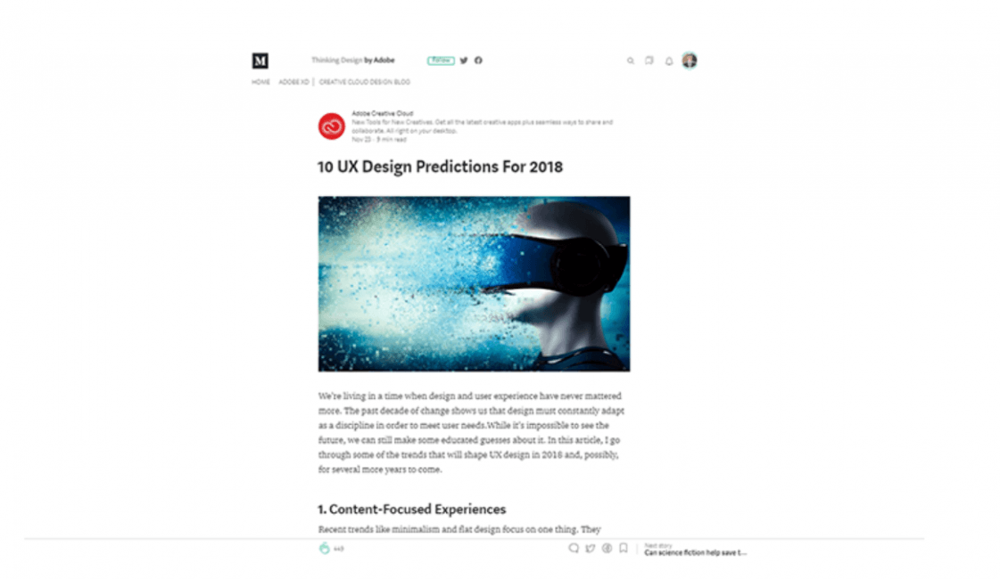 M
Thinking Design by Adobe Follow
HOME ADOBE XD CREATIVE CLOUD DESIGN BLOG
Adobe Creative Cloud
New Tools for New Creatives. Get all the latest creative apps plus seamless ways to share and
collaborate. All right on your desktop.
Nov 23 · 9 min read
10 UX Design Predictions For 2018
We're living in a time when design and user experience have never mattered
more. The past decade of change shows us that design must constantly adapt
as a discipline in order to meet user needs.While it's impossible to see the
future, we can still make some educated guesses about it. In this article, I go
through some of the trends that will shape UX design in 2018 and, possibly,
for several more years to come.
1. Content-Focused Experiences
Recent trends like minimalism and flat design focus on one thing. They
Next story
Can science fiction help save t...